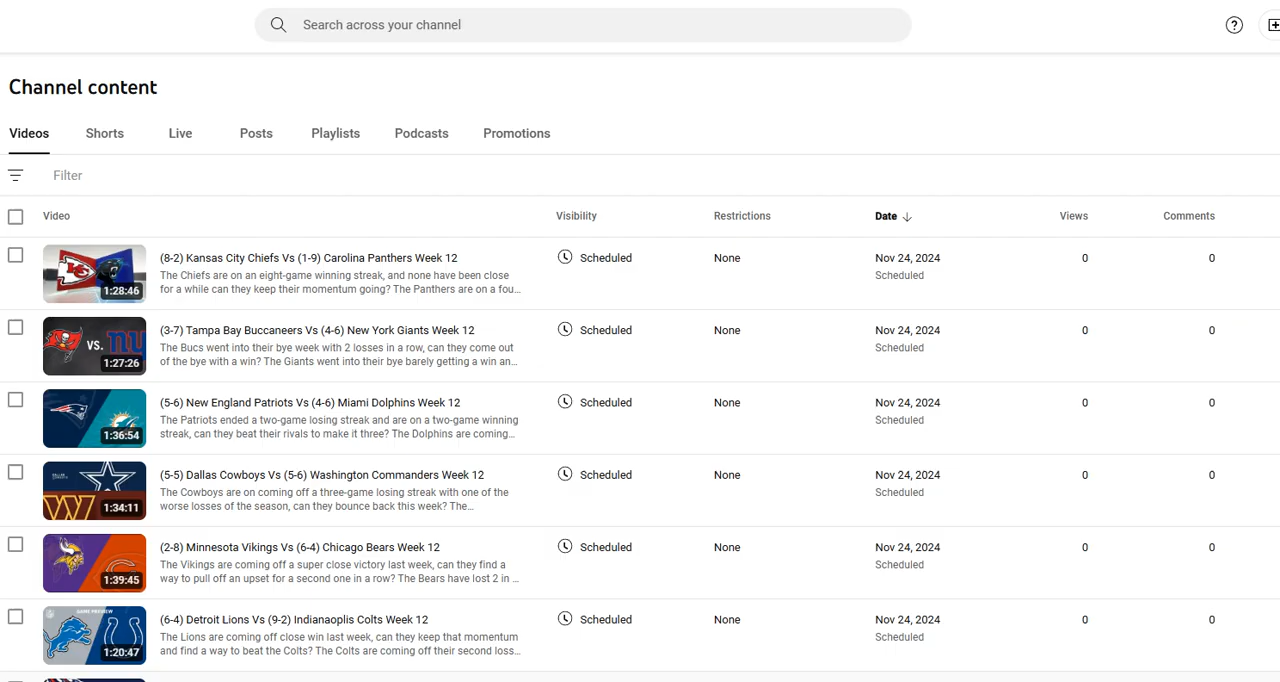 Search across your channel
Channel content
Videos Shorts Live Posts Playlists Podcasts Promotions
Filter
Video Visibility Restrictions Date Views Comments
(8-2) Kansas City Chiefs Vs (1-9) Carolina Panthers Week 12 Scheduled None Nov 24, 2024 0 0
The Chiefs are on an eight-game winning streak, and none have been close Scheduled
for a while can they keep their momentum going? The Panthers are on a fou...
1:28:46
(3-7) Tampa Bay Buccaneers Vs (4-6) New York Giants Week 12 Scheduled None Nov 24, 2024 0 0
The Bucs went into their bye week with 2 losses in a row, can they come out Scheduled
VS. ny of the bye with a win? The Giants went into their bye barely getting a win an...
1:27:26
(5-6) New England Patriots Vs (4-6) Miami Dolphins Week 12 Scheduled None Nov 24, 2024 0 0
The Patriots ended a two-game losing streak and are on a two-game winning Scheduled
streak, can they beat their rivals to make it three? The Dolphins are coming...
1:36:54
(5-5) Dallas Cowboys Vs (5-6) Washington Commanders Week 12 Scheduled None Nov 24, 2024 0 0
The Cowboys are on coming off a three-game losing streak with one of the Scheduled
worse losses of the season, can they bounce back this week? The...
1:34:11
(2-8) Minnesota Vikings Vs (6-4) Chicago Bears Week 12 Scheduled None Nov 24, 2024 0 0
The Vikings are coming off a super close victory last week, can they find a Scheduled
way to pull off an upset for a second one in a row? The Bears have lost 2 in ...
1:39:45
GAME PREVIEW
(6-4) Detroit Lions Vs (9-2) Indianaoplis Colts Week 12 Scheduled None Nov 24, 2024 0 0
The Lions are coming off close win last week, can they keep that momentum Scheduled
and find a way to beat the Colts? The Colts are coming off their second loss...
1:20:47